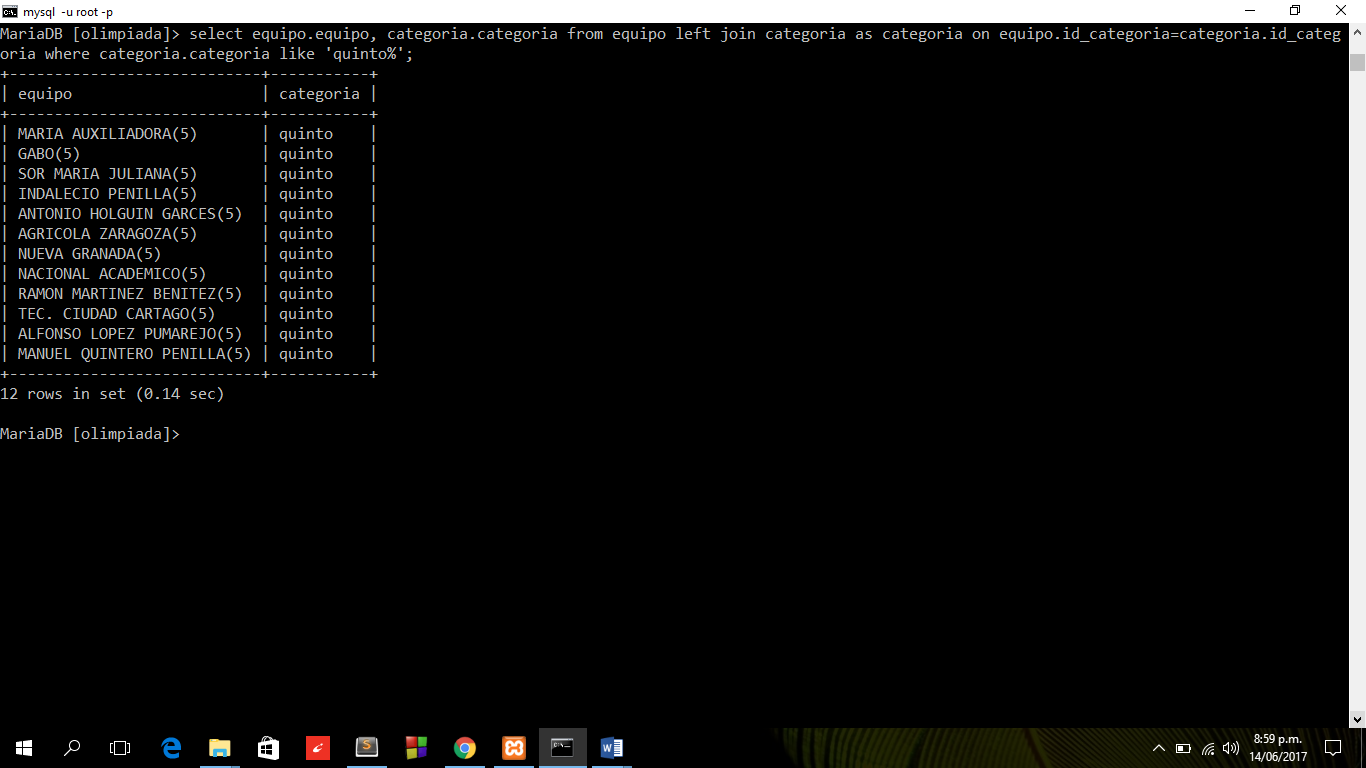 mysql -u root -p
MariaDB [olimpiada]> select equipo.equipo, categoria.categoria from equipo left join categoria as categoria on equipo.id_categoria=categoria.id_categ
oria where categoria.categoria like 'quinto%';
+----------------------------+-----------+
| equipo                     | categoria |
+----------------------------+-----------+
| MARIA AUXILIADORA(5)       | quinto    |
| GABO(5)                    | quinto    |
| SOR MARIA JULIANA(5)       | quinto    |
| INDALECIO PENILLA(5)       | quinto    |
| ANTONIO HOLGUIN GARCES(5)  | quinto    |
| AGRICOLA ZARAGOZA(5)       | quinto    |
| NUEVA GRANADA(5)           | quinto    |
| NACIONAL ACADEMICO(5)      | quinto    |
| RAMON MARTINEZ BENITEZ(5)  | quinto    |
| TEC. CIUDAD CARTAGO(5)     | quinto    |
| ALFONSO LOPEZ PUMAREJO(5)  | quinto    |
| MANUEL QUINTERO PENILLA(5) | quinto    |
+----------------------------+-----------+
12 rows in set (0.14 sec)
MariaDB [olimpiada]>
8:59 p.m.
14/06/2017